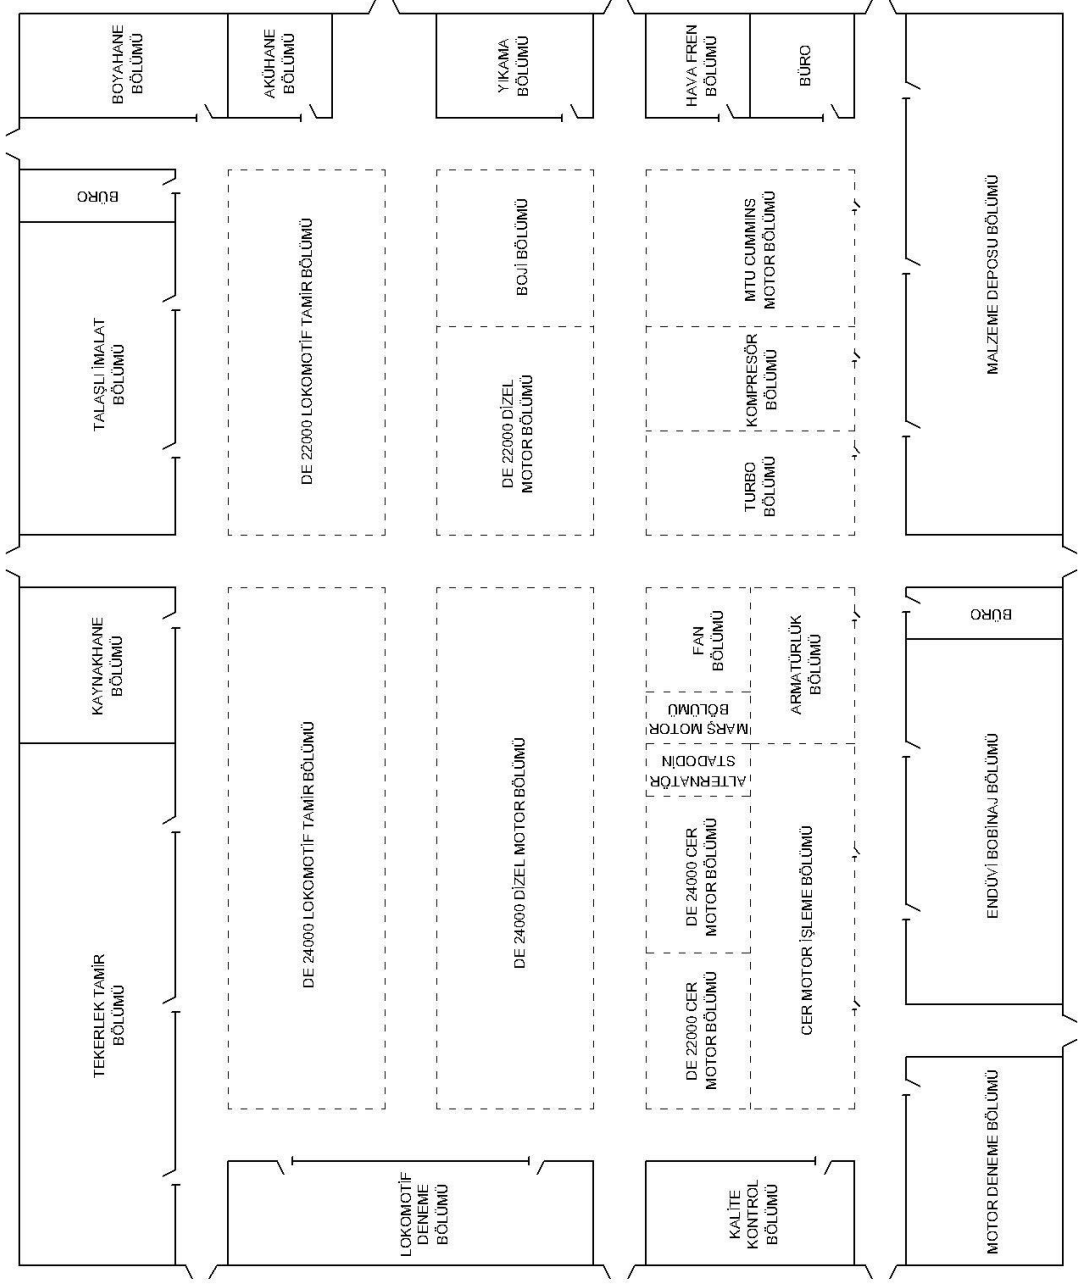 BOYAHANE
BÖLÜMÜ
AKÜHANE
BÖLÜMÜ
YIKAMA
BÖLÜMÜ
HAVA FREN
BÖLÜMÜ
BÜRO
BÜRO
TALAŞLI İMALAT
BÖLÜMÜ
DE 22000 LOKOMOTİF TAMİR BÖLÜMÜ
BOJİ BÖLÜMÜ
DE 22000 DİZEL
MOTOR BÖLÜMÜ
MTU CUMMINS
MOTOR BÖLÜMÜ
KOMPRESÖR
BÖLÜMÜ
TURBO
BÖLÜMÜ
MALZEME DEPOSU BÖLÜMÜ
KAYNAKHANE
BÖLÜMÜ
TEKERLEK TAMİR
BÖLÜMÜ
DE 24000 LOKOMOTİF TAMİR BÖLÜMÜ
DE 24000 DİZEL MOTOR BÖLÜMÜ
FAN
BÖLÜMÜ
MARŞ MOTOR
BÖLÜMÜ
ALTERNATÖR
STADODİN
DE 24000 CER
MOTOR BÖLÜMÜ
DE 22000 CER
MOTOR BÖLÜMÜ
ARMATÜRLÜK
BÖLÜMÜ
CER MOTOR İŞLEME BÖLÜMÜ
BÜRO
ENDÜVİ BOBİNAJ BÖLÜMÜ
LOKOMOTİF
DENEME
BÖLÜMÜ
KALİTE
KONTROL
BÖLÜMÜ
MOTOR DENEME BÖLÜMÜ